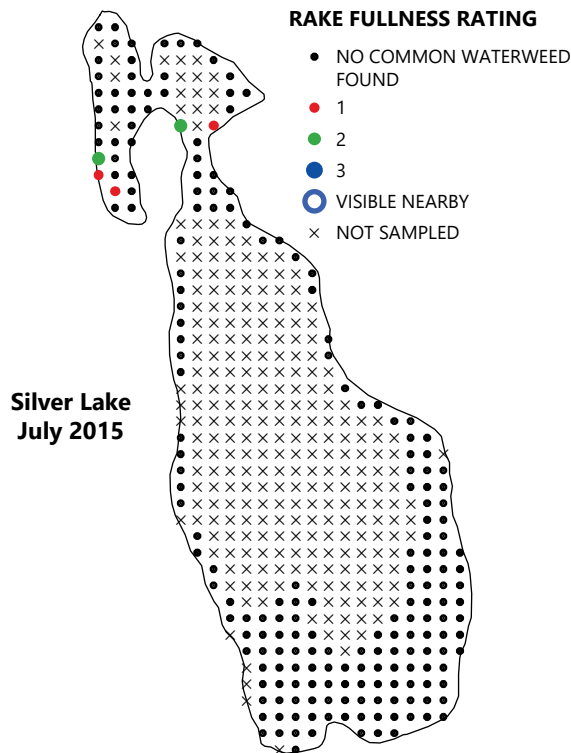 RAKE FULLNESS RATING
NO COMMON WATERWEED
FOUND
1
2
3
VISIBLE NEARBY
NOT SAMPLED
Silver Lake
July 2015